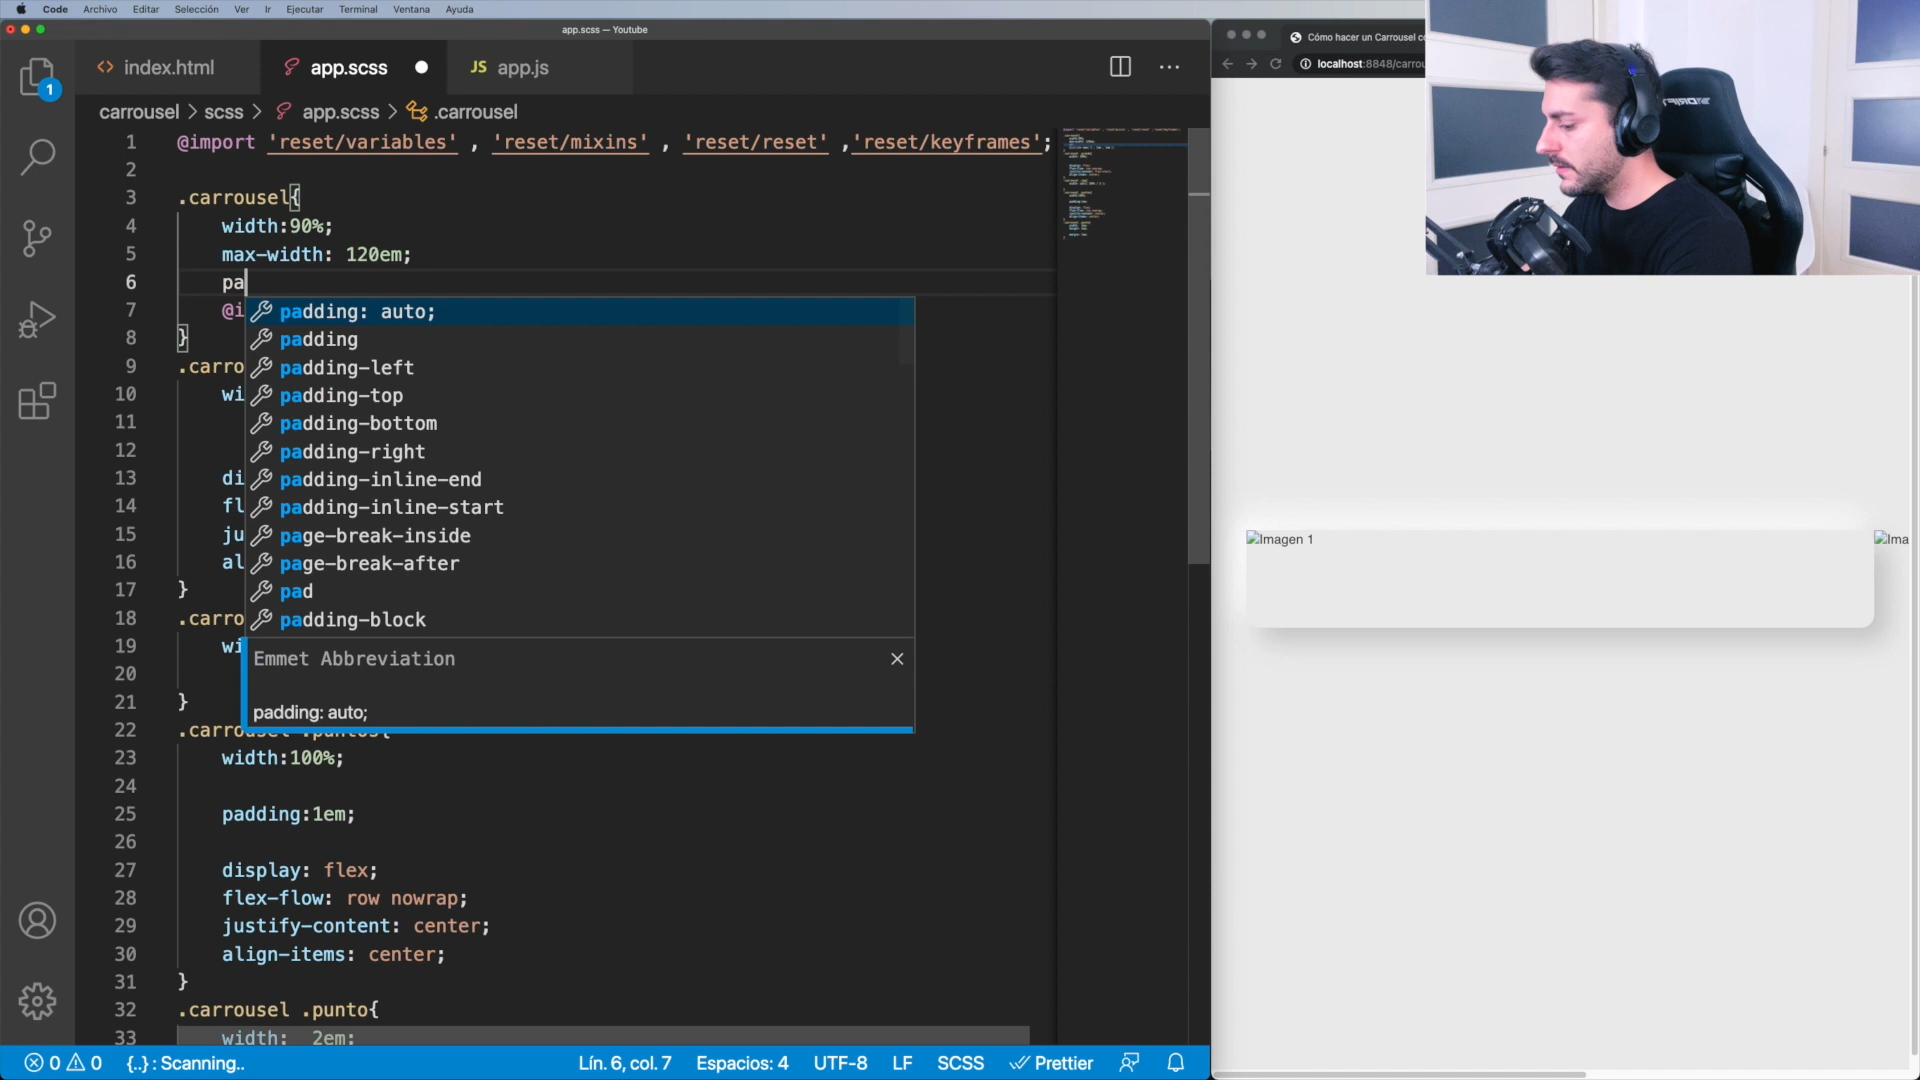 Code Archivo Editar Selección Ver Ir Ejecutar Terminal Ventana Ayuda
app.scss — Youtube
<> index.html
app.scss
JS app.js
carrousel > scss > app.scss > .carrousel
1 @import 'reset/variables' , 'reset/mixins' , 'reset/reset' ,'reset/keyframes';
2
3 .carrousel{
4 width:90%;
5 max-width: 120em;
6 pa
7 @i
8 }
9 .carro
10 wi
11
12
13 di
14 fl
15 ju
16 al
17 }
18 .carro
19 wi
20
21 }
22 .carrousel .puntos{
23 width:100%;
24
25 padding:1em;
26
27 display: flex;
28 flex-flow: row nowrap;
29 justify-content: center;
30 align-items: center;
31 }
32 .carrousel .punto{
33 width: 2em;
padding: auto;
padding
padding-left
padding-top
padding-bottom
padding-right
padding-inline-end
padding-inline-start
page-break-inside
page-break-after
pad
padding-block
Emmet Abbreviation
padding: auto;
1
0 0 {..} : Scanning..
Lín. 6, col. 7 Espacios: 4 UTF-8 LF SCSS Prettier
Cómo hacer un Carrousel co
localhost:8848/carrou
Imagen 1
Ima
DRIFT